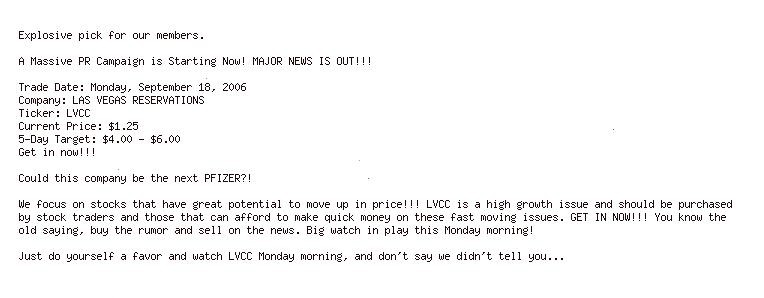 Explosive pick for our members.
A Massive PR Campaign is Starting Now! MAJOR NEWS IS OUT!!!
Trade Date: Monday, September 18, 2006
Company: LAS VEGAS RESERVATIONS
Ticker: LVCC
Current Price: $1.25
5-Day Target: $4.00 - $6.00
Get in now!!!
Could this company be the next PFIZER?!
We focus on stocks that have great potential to move up in price!!! LVCC is a high growth issue and should be purchased
by stock traders and those that can afford to make quick money on these fast moving issues. GET IN NOW!!! You know the
old saying, buy the rumor and sell on the news. Big watch in play this Monday morning!
Just do yourself a favor and watch LVCC Monday morning, and don't say we didn't tell you...